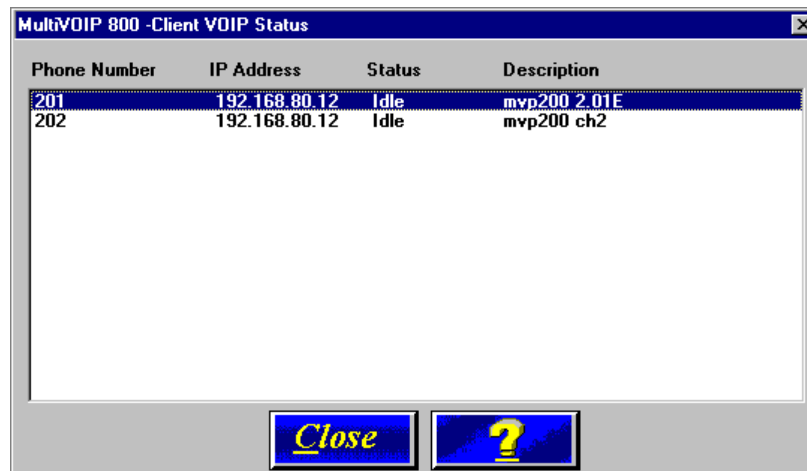 MultiVOIP 800 -Client VOIP Status
Phone Number IP Address Status Description
201 192.168.80.12 Idle mvp200 2.01E
202 192.168.80.12 Idle mvp200 ch2
Close ?